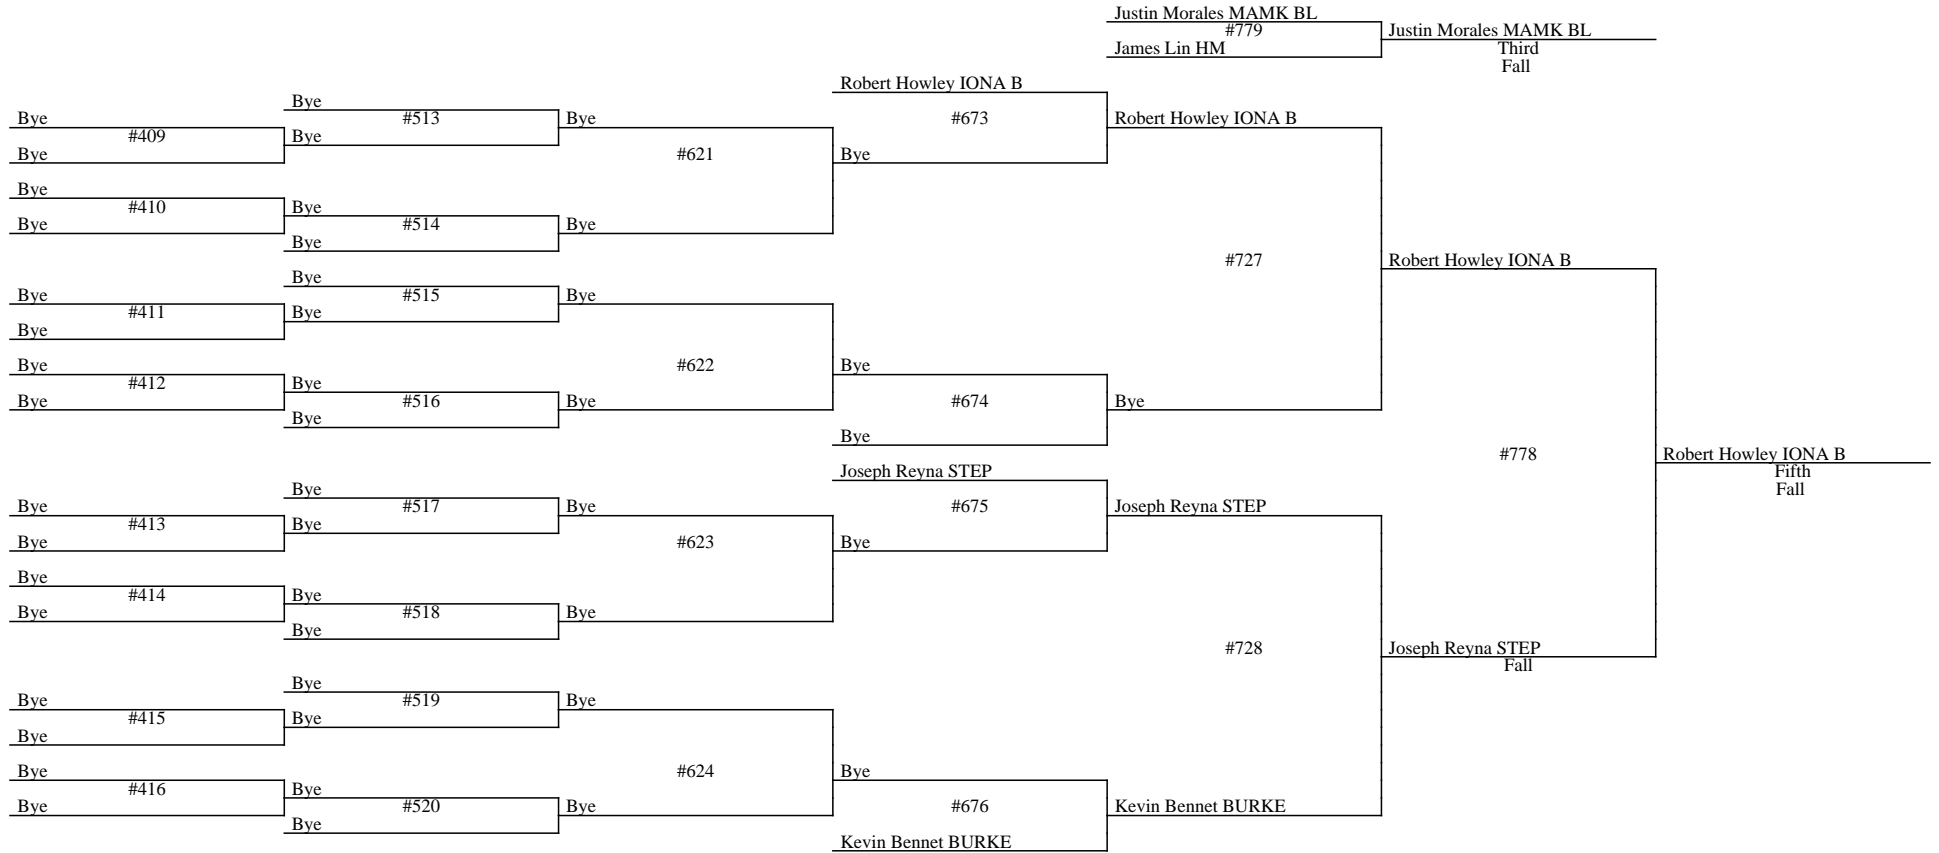 Justin Morales MAMK BL
#779
James Lin HM
Justin Morales MAMK BL
Third
Fall
Bye
#409
Bye
Bye
#410
Bye
Bye
#411
Bye
Bye
#412
Bye
Bye
#413
Bye
Bye
#414
Bye
Bye
#415
Bye
Bye
#416
Bye
Bye
#513
Bye
Bye
#514
Bye
Bye
#515
Bye
Bye
#516
Bye
Bye
#517
Bye
Bye
#518
Bye
Bye
#519
Bye
Bye
#520
Bye
Bye
#621
Bye
Bye
#622
Bye
Bye
#623
Bye
Bye
#624
Bye
Robert Howley IONA B
#673
Bye
Bye
#674
Bye
Joseph Reyna STEP
#675
Bye
Bye
#676
Kevin Bennet BURKE
Robert Howley IONA B
#727
Bye
Joseph Reyna STEP
#728
Kevin Bennet BURKE
Robert Howley IONA B
#778
Joseph Reyna STEP
Fall
Robert Howley IONA B
Fifth
Fall